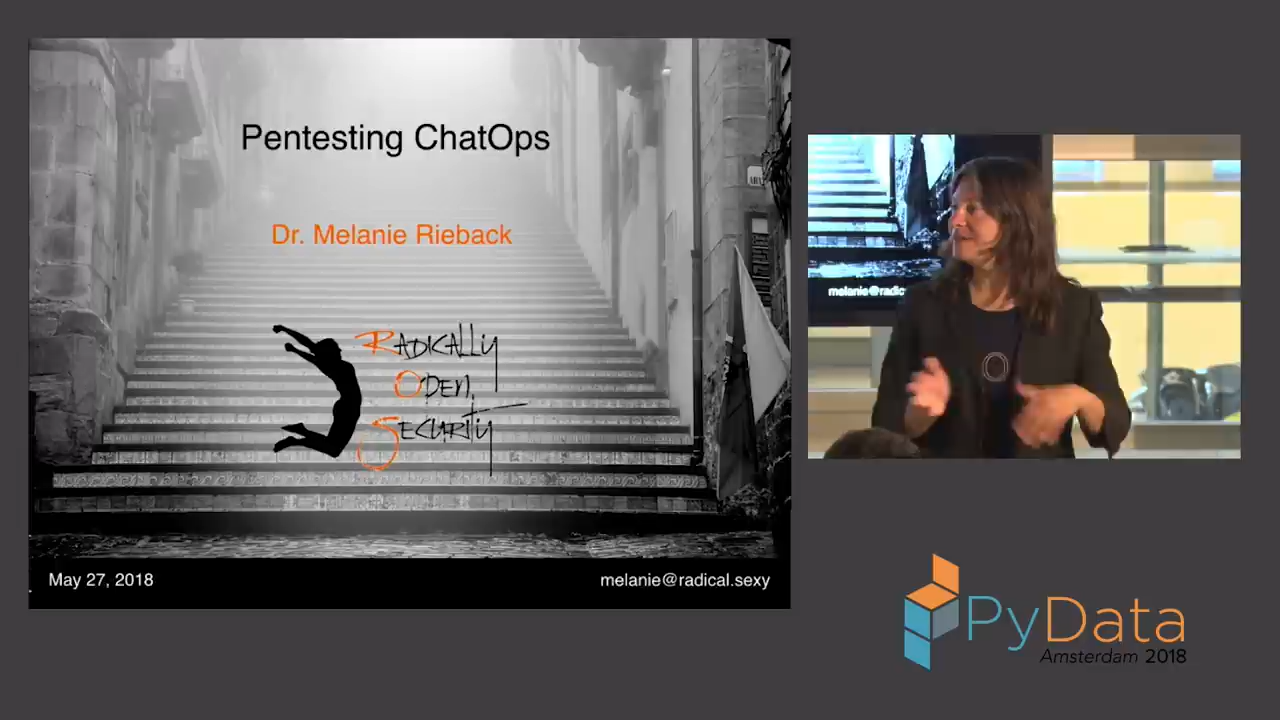 Pentesting ChatOps
Dr. Melanie Rieback
Radically
Open
Security
May 27, 2018
melanie@radical.sexy
melanie@radic
PyData
Amsterdam 2018